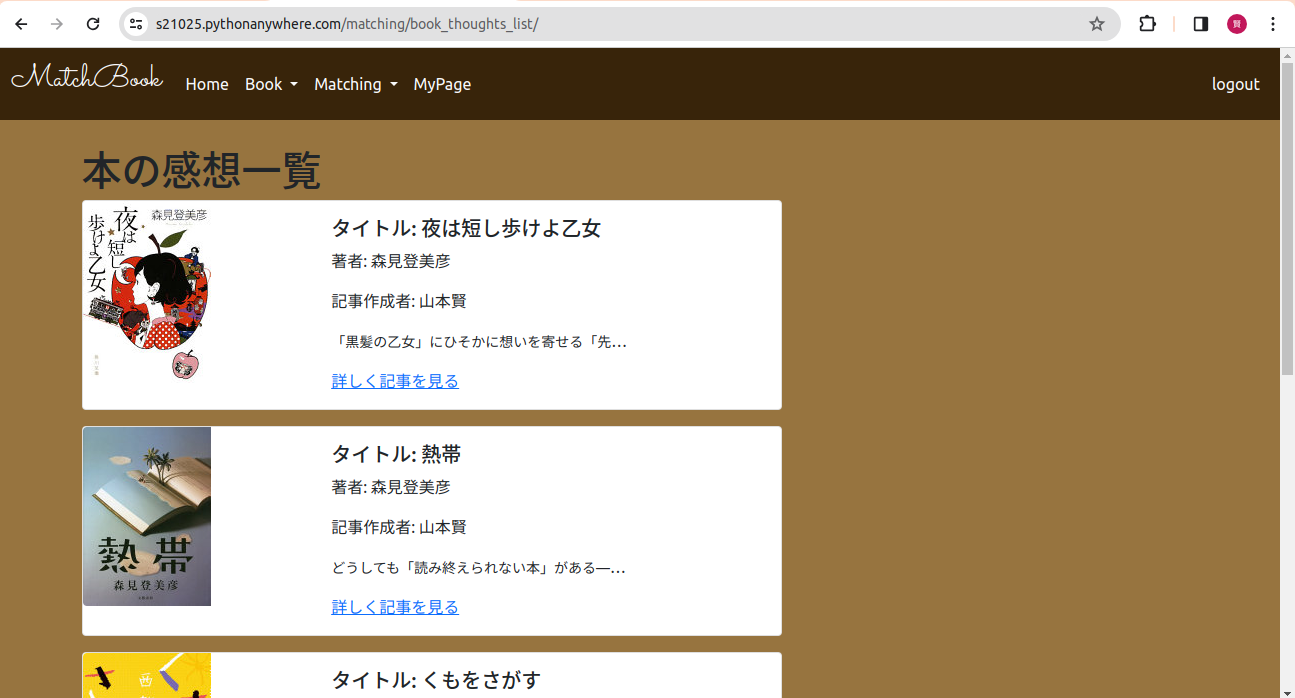 s21025.pythonanywhere.com/matching/book_thoughts_list/
賢
MatchBook Home Book Matching MyPage logout
本の感想一覧
森見登美彦
夜は短し
歩けよ乙女
タイトル: 夜は短し歩けよ乙女
著者: 森見登美彦
記事作成者: 山本賢
「黒髪の乙女」にひそかに想いを寄せる「先…
詳しく記事を見る
熱帯
森見登美彦
タイトル: 熱帯
著者: 森見登美彦
記事作成者: 山本賢
どうしても「読み終えられない本」がある―…
詳しく記事を見る
西
タイトル: くもをさがす